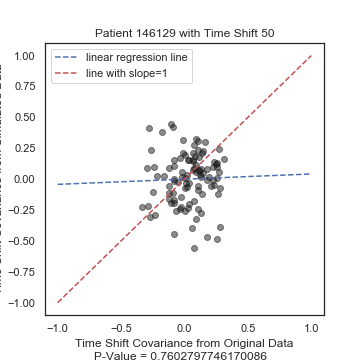 Patient 146129 with Time Shift 50
linear regression line
line with slope=1
1.00
0.75
0.50
0.25
0.00
−0.25
−0.50
−0.75
−1.00
−1.0
−0.5
0.0
0.5
1.0
Time Shift Covariance from Original Data
P-Value = 0.7602797746170086